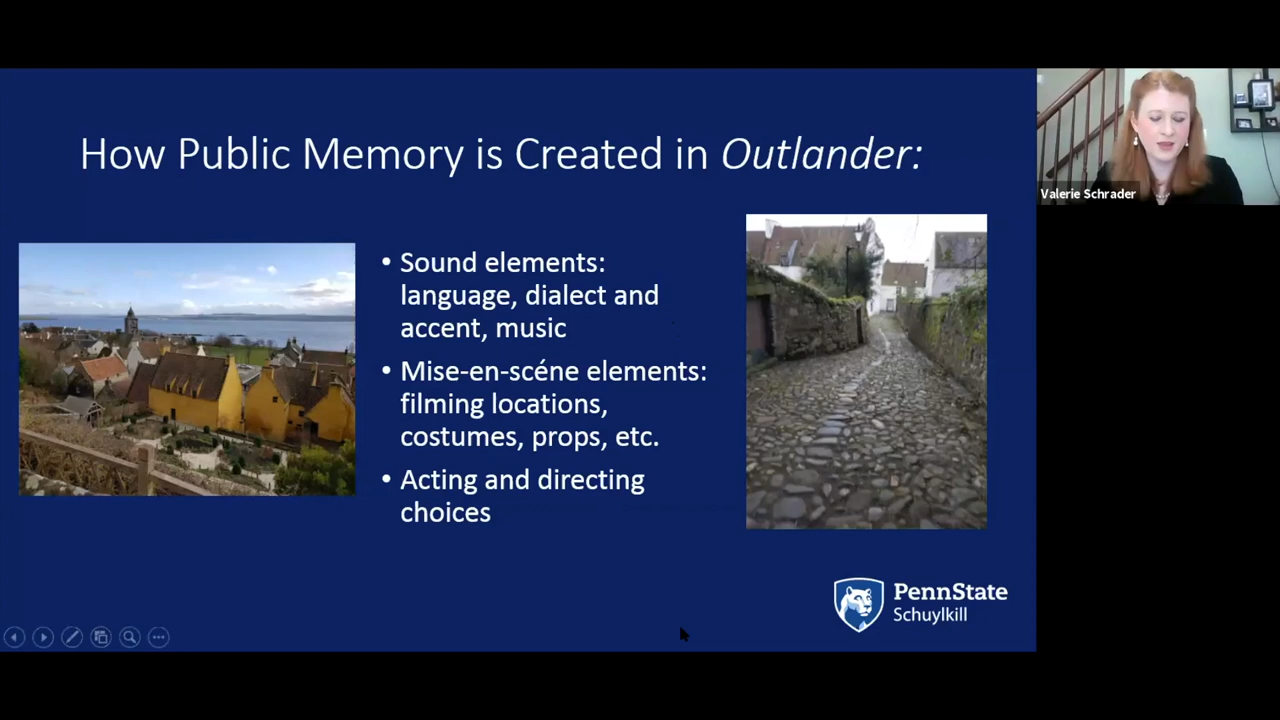 How Public Memory is Created in Outlander:
• Sound elements:
language, dialect and
accent, music
• Mise-en-scéne elements:
filming locations,
costumes, props, etc.
• Acting and directing
choices
PennState
Schuylkill
Valerie Schrader